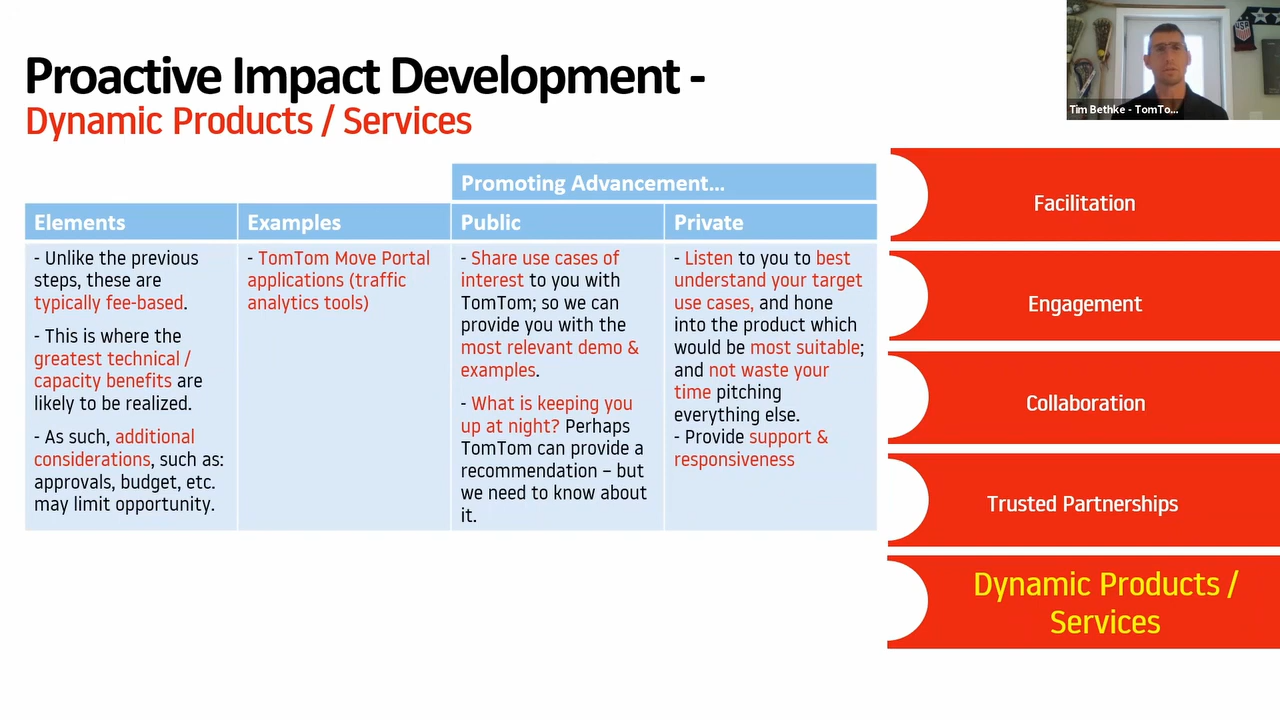 Proactive Impact Development -
Dynamic Products / Services
Tim Bethke - TomTo...
Promoting Advancement...
Elements
Examples
Public
Private
- Unlike the previous
steps, these are
typically fee-based.
- This is where the
greatest technical /
capacity benefits are
likely to be realized.
- As such, additional
considerations, such as:
approvals, budget, etc.
may limit opportunity.
- TomTom Move Portal
applications (traffic
analytics tools)
- Share use cases of
interest to you with
TomTom; so we can
provide you with the
most relevant demo &
examples.
- What is keeping you
up at night? Perhaps
TomTom can provide a
recommendation – but
we need to know about
it.
- Listen to you to best
understand your target
use cases, and hone
into the product which
would be most suitable;
and not waste your
time pitching
everything else.
- Provide support &
responsiveness
Facilitation
Engagement
Collaboration
Trusted Partnerships
Dynamic Products /
Services